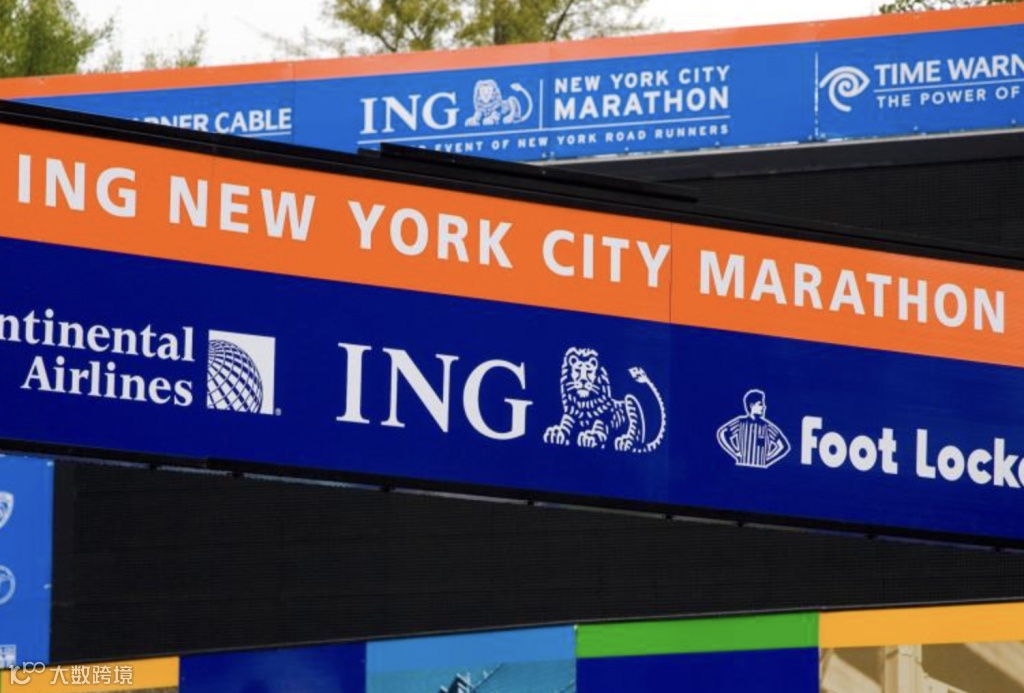 RNER CABLE
ING
NEW YORK CITY
MARATHON
EVENT OF NEW YORK ROAD RUNNERS
TIME WARN
THE POWER OF
ING NEW YORK CITY MARATHON
ntinental
Airlines
ING
Foot Locke
大数跨境